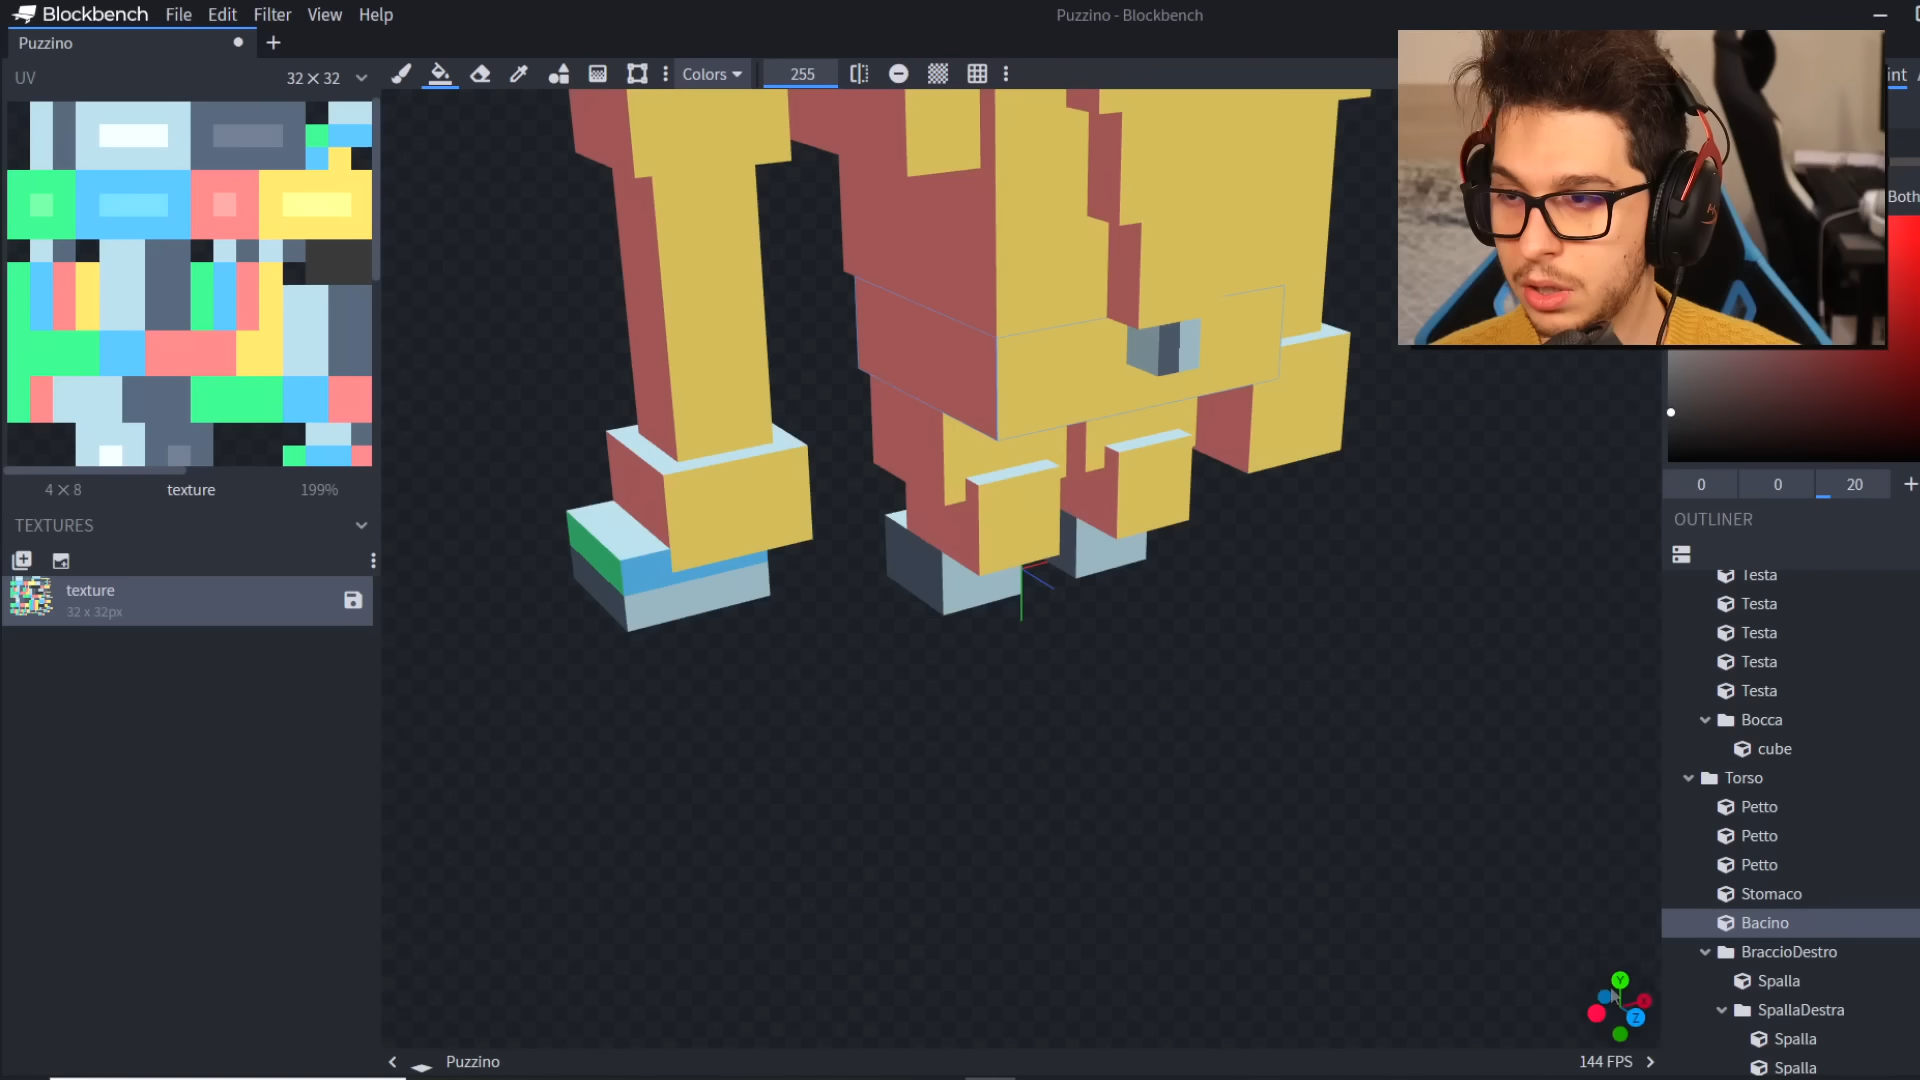 Blockbench File Edit Filter View Help
Puzzino - Blockbench
Puzzino
UV 32 × 32
Colors 255
int
Both
4 × 8 texture 199%
0 0 20
TEXTURES
OUTLINER
texture
32 x 32px
Testa
Testa
Testa
Testa
Testa
Bocca
cube
Torso
Petto
Petto
Petto
Stomaco
Bacino
BraccioDestro
Spalla
SpallaDestra
Spalla
Spalla
Y
X
Z
Puzzino
144 FPS